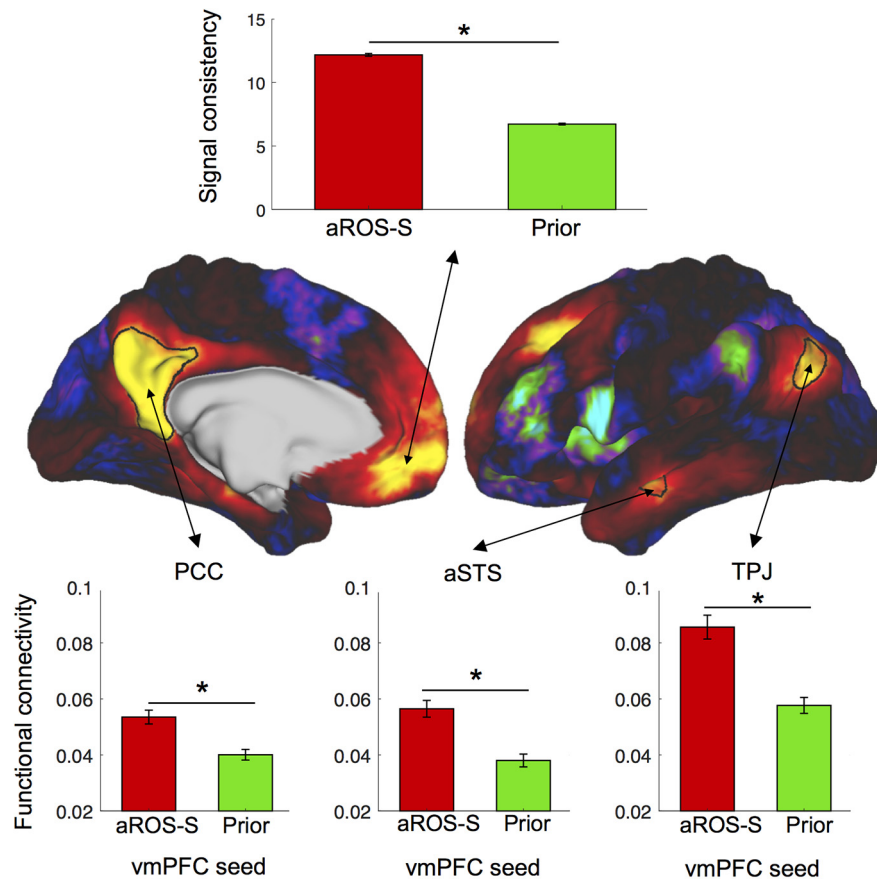 Signal consistency
15
*
10
5
0
aROS-S Prior
PCC
aSTS
TPJ
Functional connectivity
0.1
0.08
0.06
0.04
0.02
*
aROS-S Prior
vmPFC seed
0.1
0.08
0.06
0.04
0.02
*
aROS-S Prior
vmPFC seed
0.1
0.08
0.06
0.04
0.02
*
aROS-S Prior
vmPFC seed